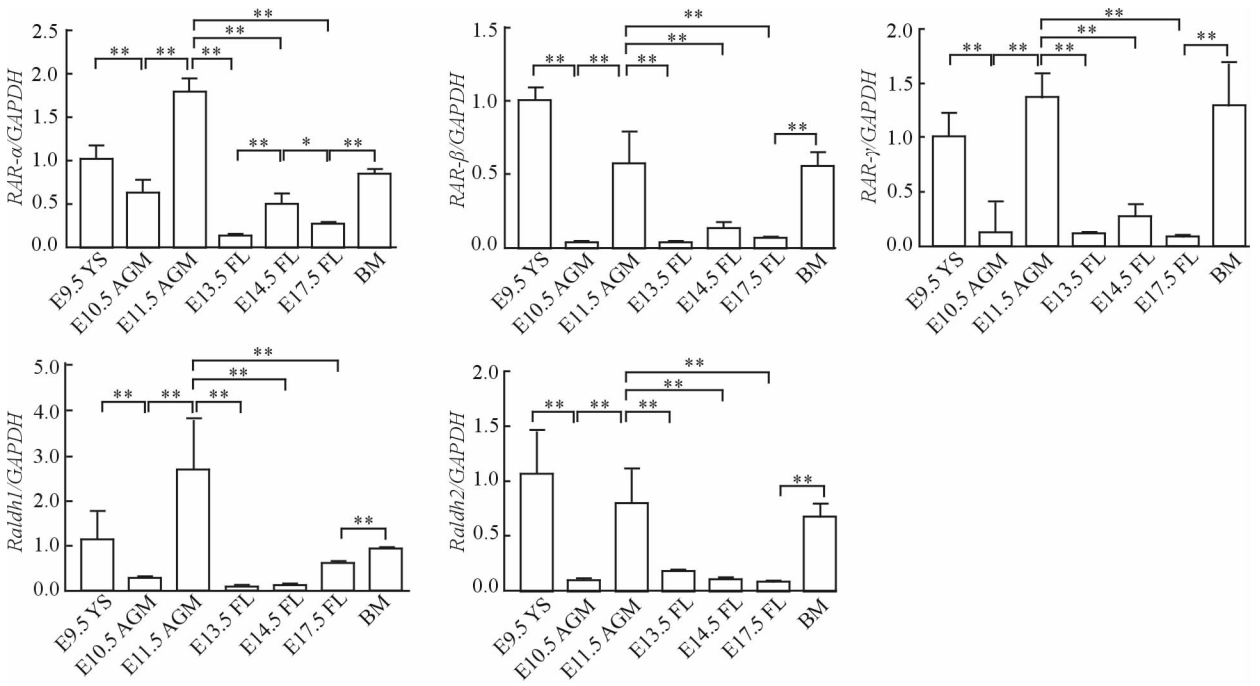 RAR-α/GAPDH
2.5
2.0
1.5
1.0
0.5
0.0
** ** ** ** **
** * **
E9.5 YS
E10.5 AGM
E11.5 AGM
E13.5 FL
E14.5 FL
E17.5 FL
BM
RAR-β/GAPDH
1.5
1.0
0.5
0.0
** ** ** ** **
**
E9.5 YS
E10.5 AGM
E11.5 AGM
E13.5 FL
E14.5 FL
E17.5 FL
BM
RAR-γ/GAPDH
2.0
1.5
1.0
0.5
0.0
** ** ** ** ** **
E9.5 YS
E10.5 AGM
E11.5 AGM
E13.5 FL
E14.5 FL
E17.5 FL
BM
Raldh1/GAPDH
5.0
4.0
3.0
2.0
1.0
0.0
** ** ** ** **
**
E9.5 YS
E10.5 AGM
E11.5 AGM
E13.5 FL
E14.5 FL
E17.5 FL
BM
Raldh2/GAPDH
2.0
1.5
1.0
0.5
0.0
** ** ** ** **
**
E9.5 YS
E10.5 AGM
E11.5 AGM
E13.5 FL
E14.5 FL
E17.5 FL
BM